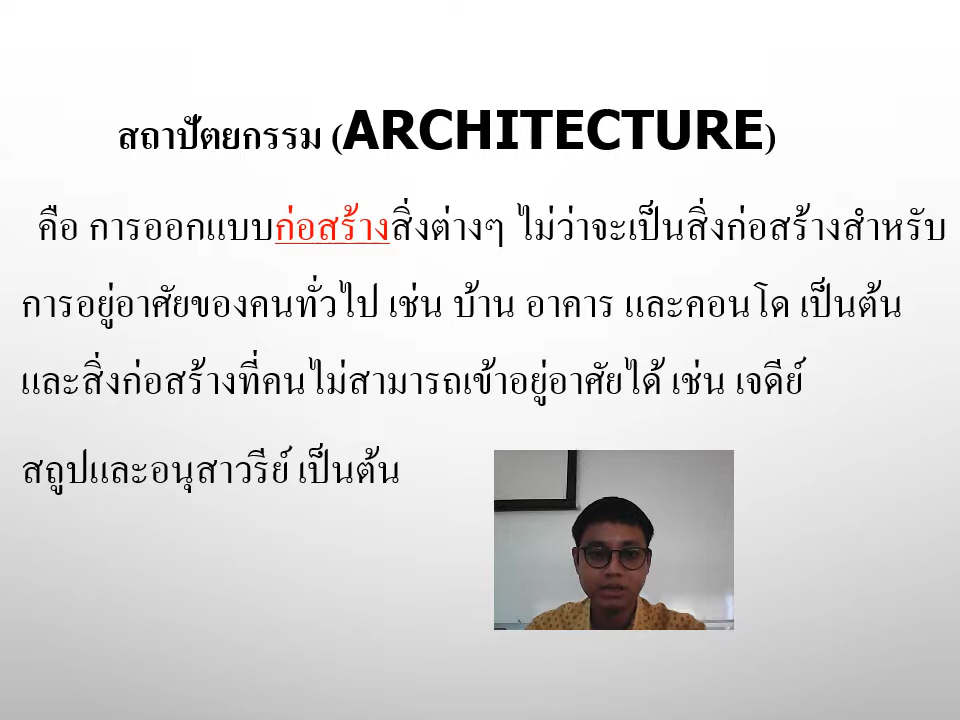 สถาปัตยกรรม (ARCHITECTURE)
คือ การออกแบบก่อสร้างสิ่งต่างๆ ไม่ว่าจะเป็นสิ่งก่อสร้างสำหรับ
การอยู่อาศัยของคนทั่วไป เช่น บ้าน อาคาร และคอนโด เป็นต้น
และสิ่งก่อสร้างที่คนไม่สามารถเข้าอยู่อาศัยได้ เช่น เจดีย์
สถูปและอนุสาวรีย์ เป็นต้น